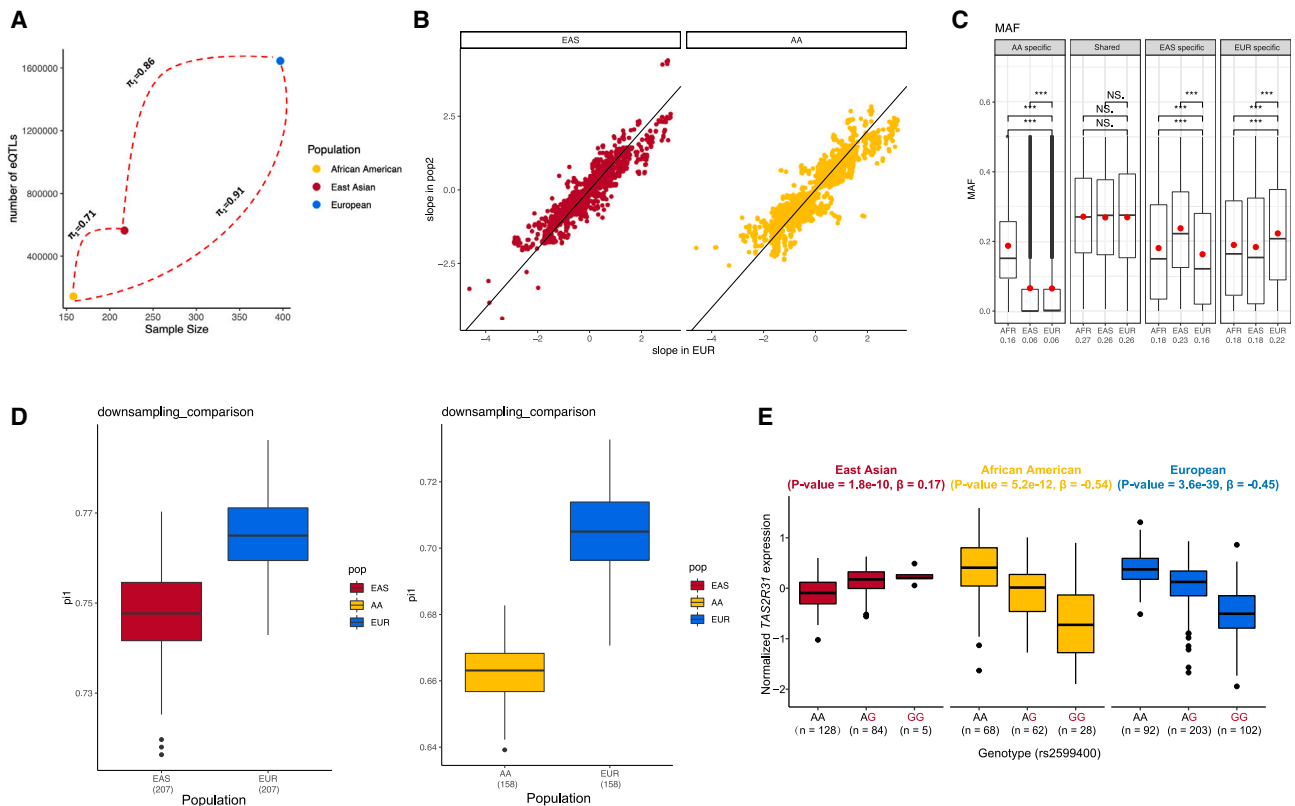 A
1600000
1200000
800000
400000
number of eQTLs
150 200 250 300 350 400
Sample Size
π₁=0.86
π₁=0.71
π₁=0.91
Population
African American
East Asian
European
B
EAS AA
2.5
0.0
−2.5
slope in pop2
−4 −2 0 2 −4 −2 0 2
slope in EUR
C
MAF
AA specific Shared EAS specific EUR specific
0.6
0.4
0.2
0.0
MAF
*** NS. *** ***
*** NS. *** ***
*** NS. *** ***
AFR EAS EUR AFR EAS EUR AFR EAS EUR AFR EAS EUR
0.16 0.06 0.06 0.27 0.26 0.26 0.18 0.23 0.16 0.18 0.18 0.22
D
downsampling_comparison
0.77
0.75
0.73
pi1
EAS EUR
(207) (207)
Population
pop
EAS
AA
EUR
downsampling_comparison
0.72
0.70
0.68
0.66
0.64
pi1
AA EUR
(158) (158)
Population
pop
EAS
AA
EUR
E
East Asian African American European
(P-value = 1.8e-10, β = 0.17) (P-value = 5.2e-12, β = -0.54) (P-value = 3.6e-39, β = -0.45)
1
0
−1
−2
Normalized TAS2R31 expression
AA AG GG AA AG GG AA AG GG
(n = 128) (n = 84) (n = 5) (n = 68) (n = 62) (n = 28) (n = 92) (n = 203) (n = 102)
Genotype (rs2599400)